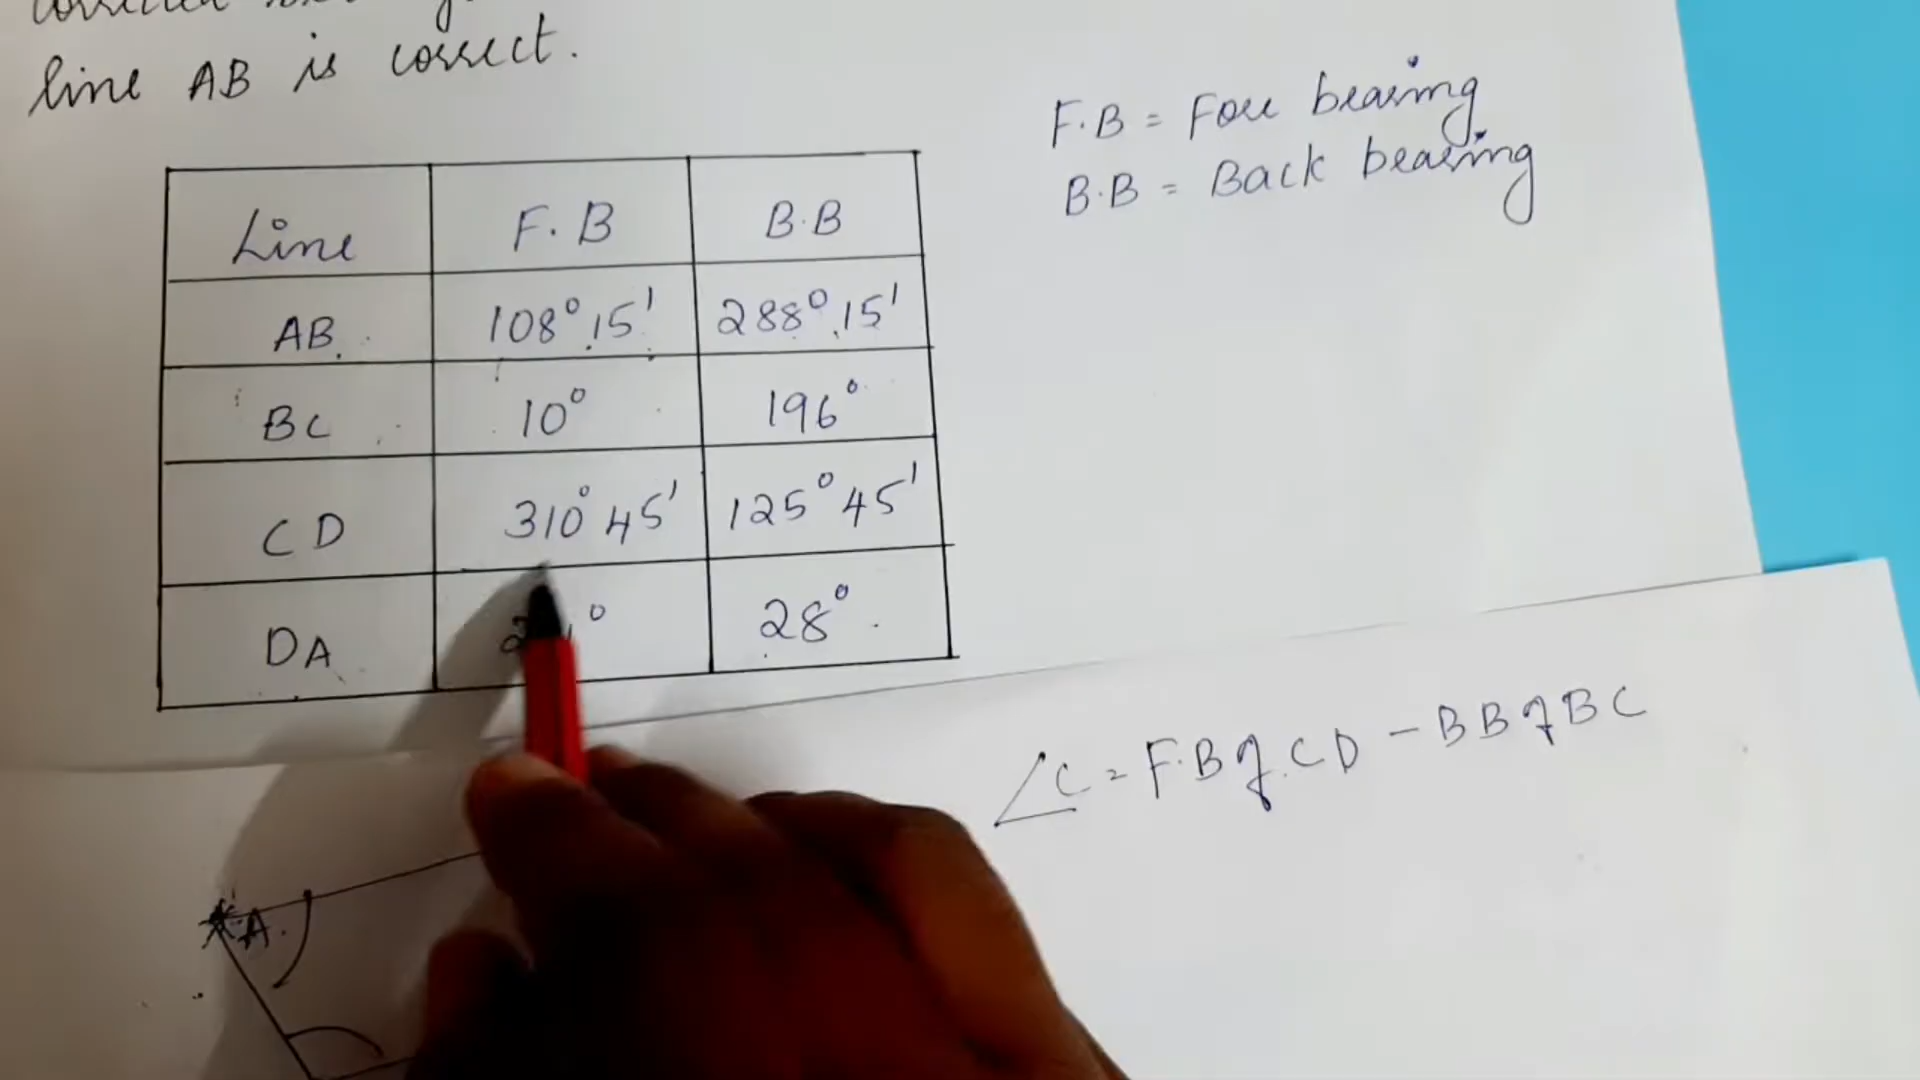 line AB is correct.
F.B = Fore bearing
B.B = Back bearing
Line F.B B.B
AB 108° 15' 288° 15'
BC 10° 196°
CD 310° 45' 125° 45'
DA 28°
∠C = F.B of CD - BB of BC
A